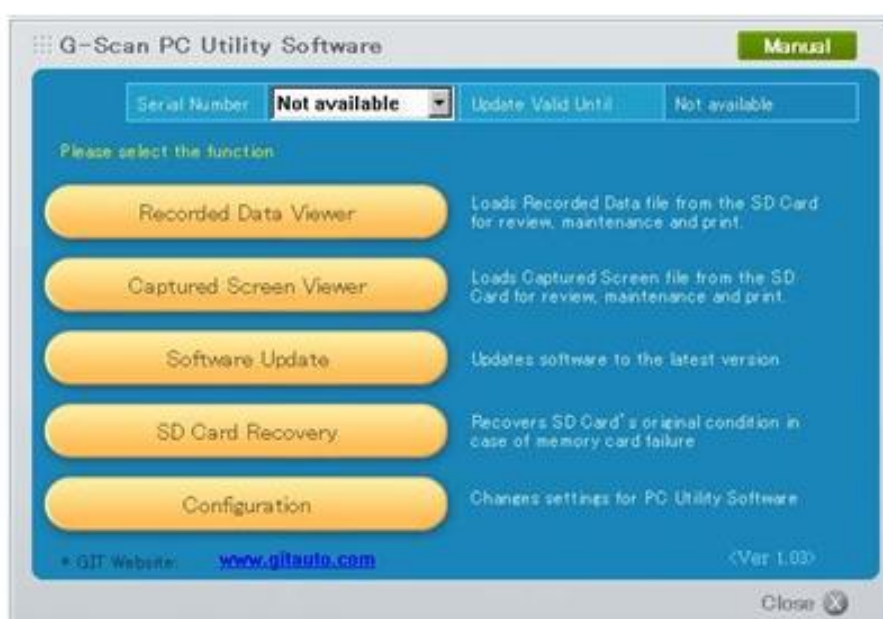 G-Scan PC Utility Software
Manual
Serial Number
Not available
Update Valid Until
Not available
Please select the function
Recorded Data Viewer
Loads Recorded Data file from the SD Card
for review, maintenance and print.
Captured Screen Viewer
Loads Captured Screen file from the SD
Card for review, maintenance and print.
Software Update
Updates software to the latest version
SD Card Recovery
Recovers SD Card's original condition in
case of memory card failure
Configuration
Changes settings for PC Utility Software
* GIT Website:
www.gitauto.com
<Ver 1.03>
Close